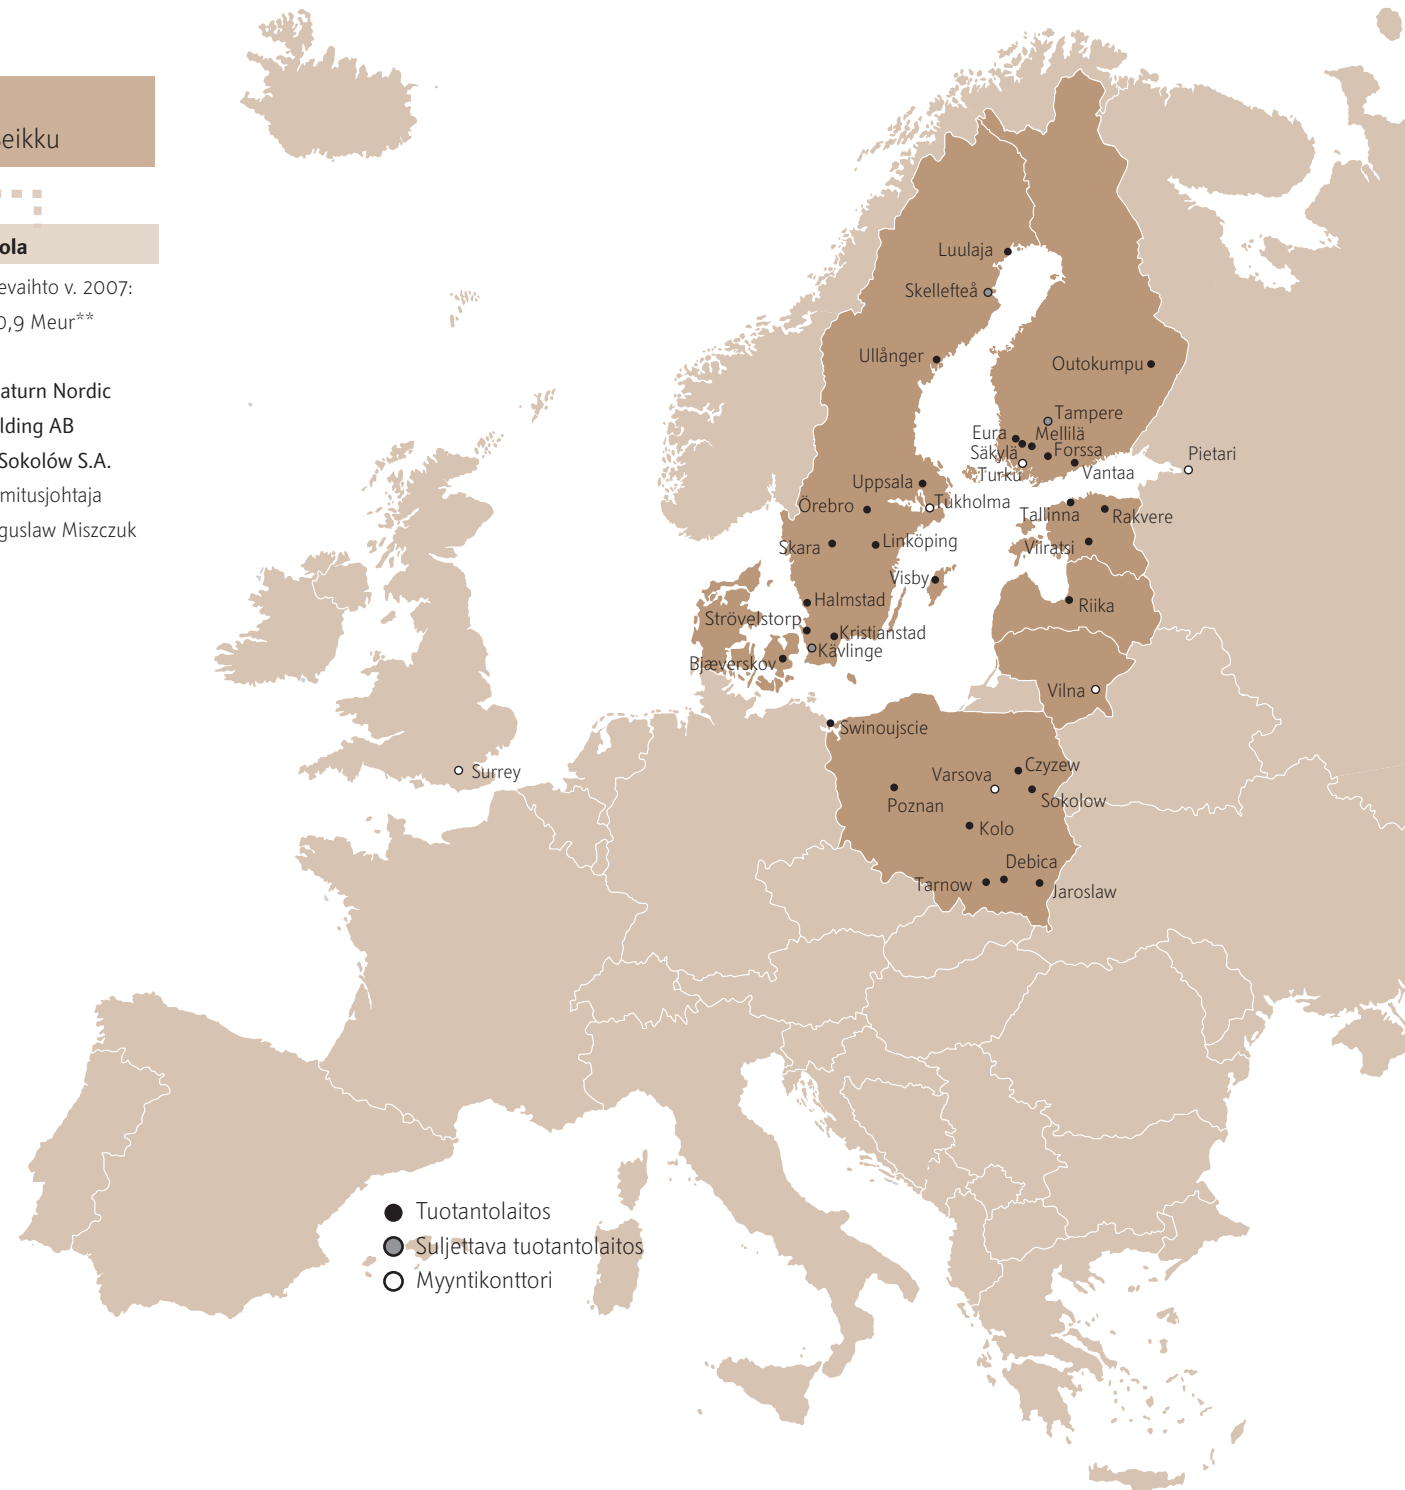 eikku
ola
evaihto v. 2007:
0,9 Meur**
aturn Nordic
lding AB
Sokolów S.A.
mitusjohtaja
guslaw Miszczuk
Luulaja
Skellefteå
Ullånger
Outokumpu
Tampere
Eura
Mellilä
Säkylä
Forssa
Turku
Vantaa
Pietari
Uppsala
Tukholma
Örebro
Tallinna
Rakvere
Skara
Linköping
Viiratsi
Visby
Halmstad
Riika
Strövelstorp
Kristianstad
Kävlinge
Bjæverskov
Vilna
Swinoujscie
Surrey
Varsova
Czyzew
Poznan
Sokolow
Kolo
Debica
Tarnow
Jaroslaw
Tuotantolaitos
Suljettava tuotantolaitos
Myyntikonttori